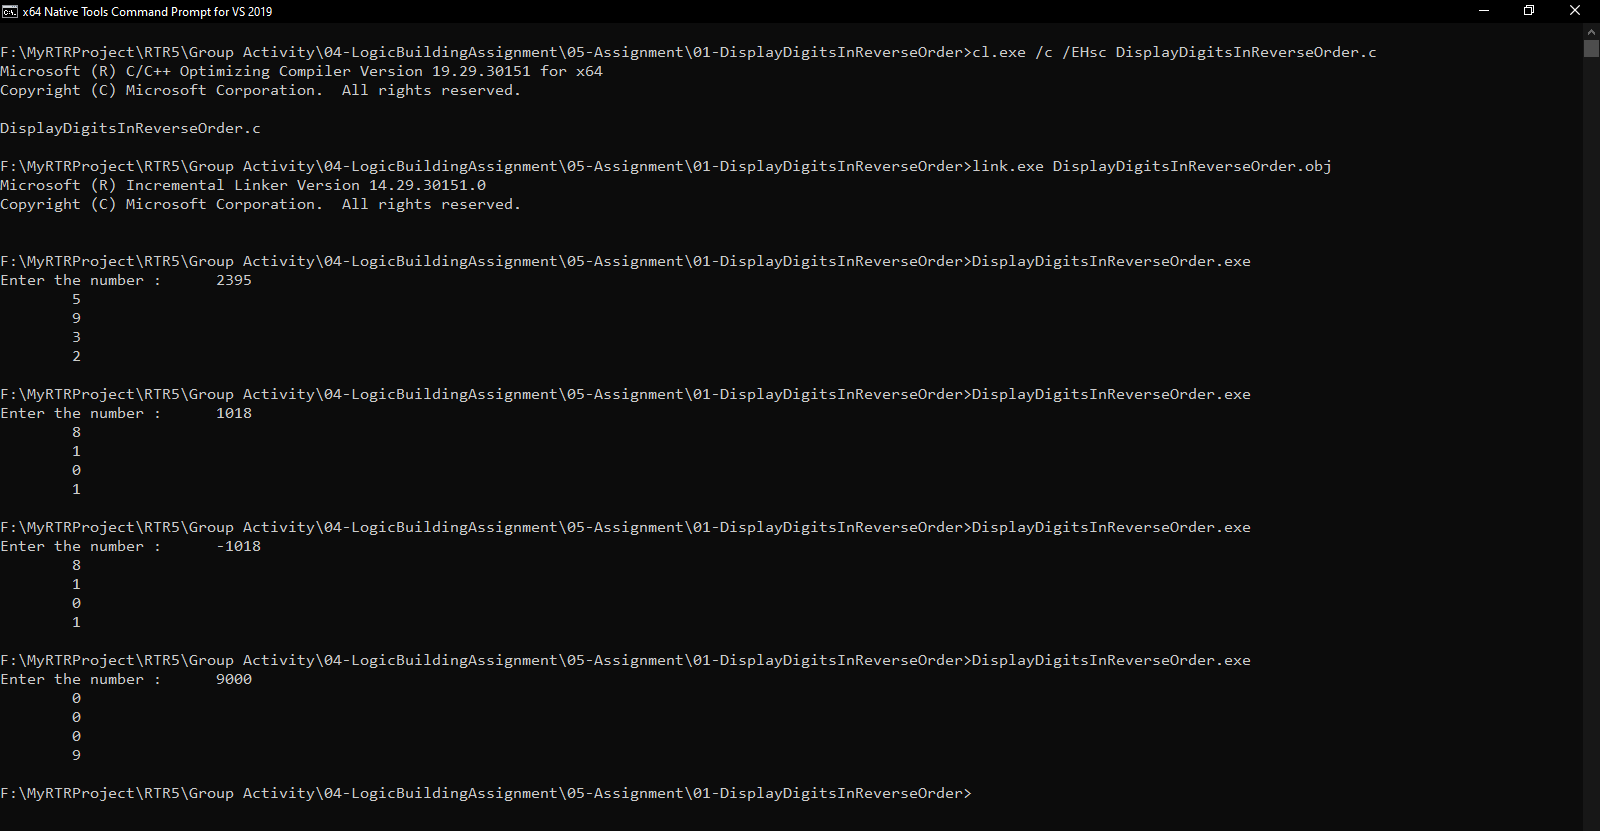 x64 Native Tools Command Prompt for VS 2019
F:\MyRTRProject\RTR5\Group Activity\04-LogicBuildingAssignment\05-Assignment\01-DisplayDigitsInReverseOrder>cl.exe /c /EHsc DisplayDigitsInReverseOrder.c
Microsoft (R) C/C++ Optimizing Compiler Version 19.29.30151 for x64
Copyright (C) Microsoft Corporation.  All rights reserved.
DisplayDigitsInReverseOrder.c
F:\MyRTRProject\RTR5\Group Activity\04-LogicBuildingAssignment\05-Assignment\01-DisplayDigitsInReverseOrder>link.exe DisplayDigitsInReverseOrder.obj
Microsoft (R) Incremental Linker Version 14.29.30151.0
Copyright (C) Microsoft Corporation.  All rights reserved.
F:\MyRTRProject\RTR5\Group Activity\04-LogicBuildingAssignment\05-Assignment\01-DisplayDigitsInReverseOrder>DisplayDigitsInReverseOrder.exe
Enter the number :      2395
5
9
3
2
F:\MyRTRProject\RTR5\Group Activity\04-LogicBuildingAssignment\05-Assignment\01-DisplayDigitsInReverseOrder>DisplayDigitsInReverseOrder.exe
Enter the number :      1018
8
1
0
1
F:\MyRTRProject\RTR5\Group Activity\04-LogicBuildingAssignment\05-Assignment\01-DisplayDigitsInReverseOrder>DisplayDigitsInReverseOrder.exe
Enter the number :      -1018
8
1
0
1
F:\MyRTRProject\RTR5\Group Activity\04-LogicBuildingAssignment\05-Assignment\01-DisplayDigitsInReverseOrder>DisplayDigitsInReverseOrder.exe
Enter the number :      9000
0
0
0
9
F:\MyRTRProject\RTR5\Group Activity\04-LogicBuildingAssignment\05-Assignment\01-DisplayDigitsInReverseOrder>